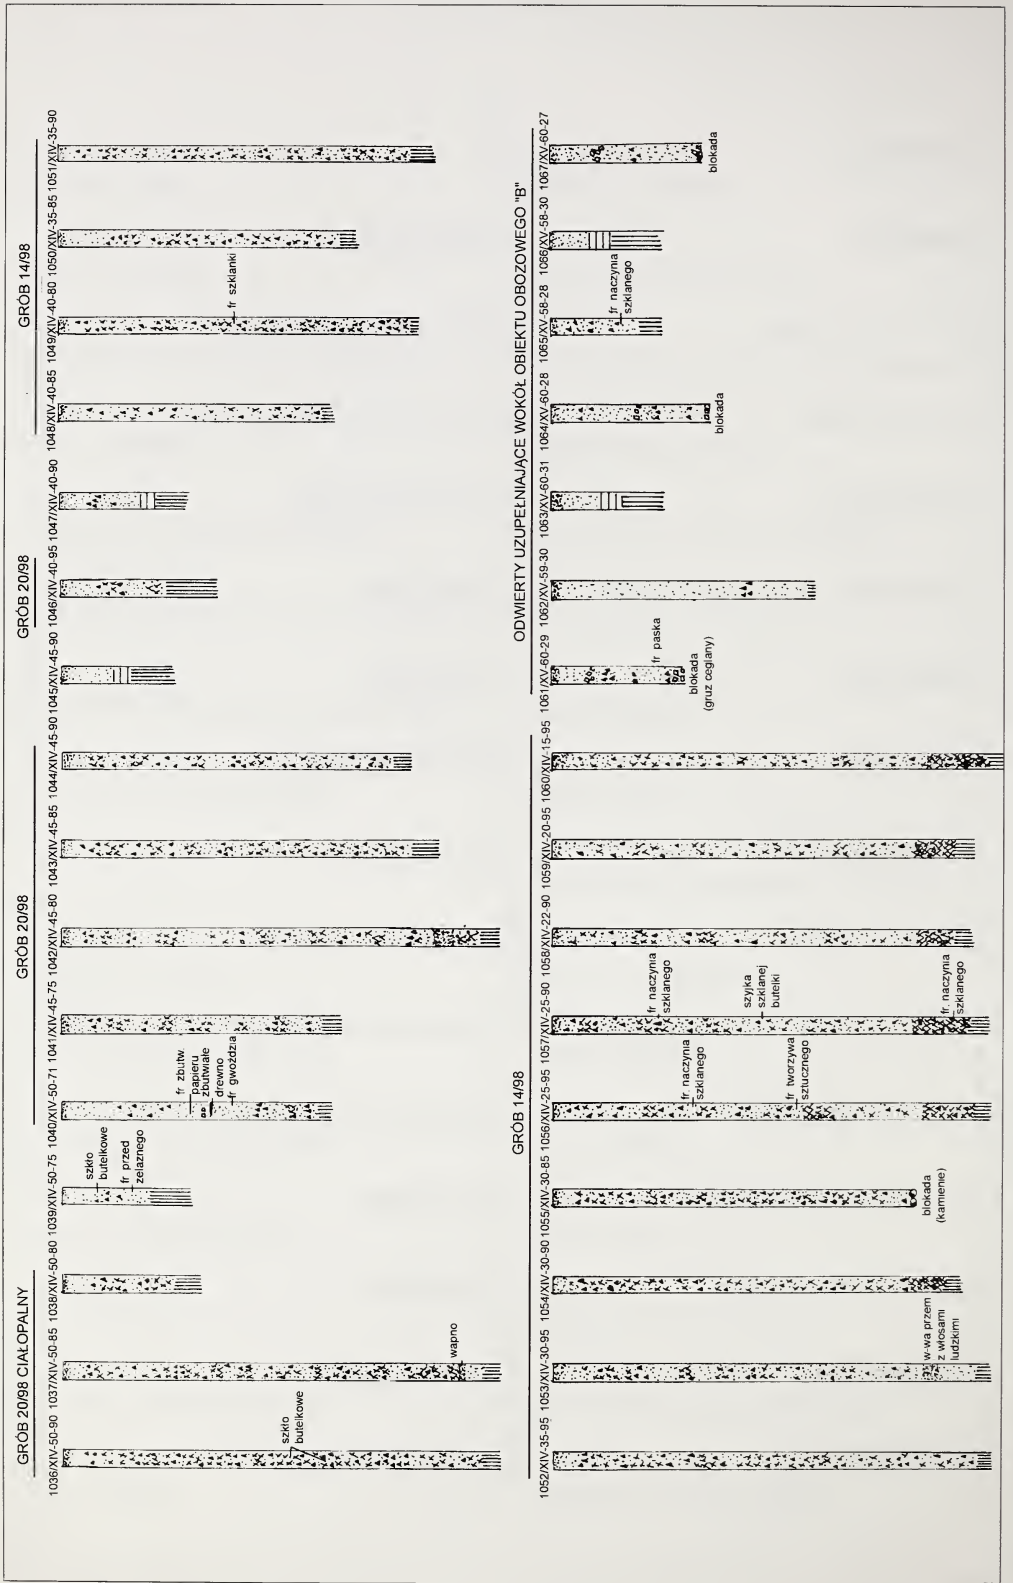 GRÓB 20/98 CIAŁOPALNY
GRÓB 20/98
GRÓB 20/98
GRÓB 14/98
1036/XIV-50-90 1037/XIV-50-85 1038/XIV-50-80 1039/XIV-50-75 1040/XIV-50-71 1041/XIV-45-75 1042/XIV-45-80 1043/XIV-45-85 1044/XIV-45-90 1045/XIV-45-90 1046/XIV-40-95 1047/XIV-40-90 1048/XIV-40-85 1049/XIV-40-80 1050/XIV-35-85 1051/XIV-35-90
szkło
butelkowe
wapno
szkło
butelkowe
fr przed
zelaznego
fr zbutw.
papieru
zbutwiałe
drewno
fr gwoździa
fr szklanki
GRÓB 14/98
ODWIERTY UZUPEŁNIAJĄCE WOKÓŁ OBIEKTU OBOZOWEGO "B"
1052/XIV-35-95 1053/XIV-30-95 1054/XIV-30-90 1055/XIV-30-85 1056/XIV-25-95 1057/XIV-25-90 1058/XIV-22-90 1059/XIV-20-95 1060/XIV-15-95 1061/XV-60-29 1062/XV-59-30 1063/XV-60-31 1064/XV-60-28 1065/XV-58-28 1066/XV-58-30 1067/XV-60-27
w-wa przem
z włosami
ludzkimi
blokada
(kamienie)
fr naczynia
szklanego
fr tworzywa
sztucznego
fr naczynia
szklanego
szyjka
szklanej
butelki
fr. naczynia
szklanego
fr paska
blokada
(gruz ceglany)
blokada
fr naczynia
szklanego
blokada